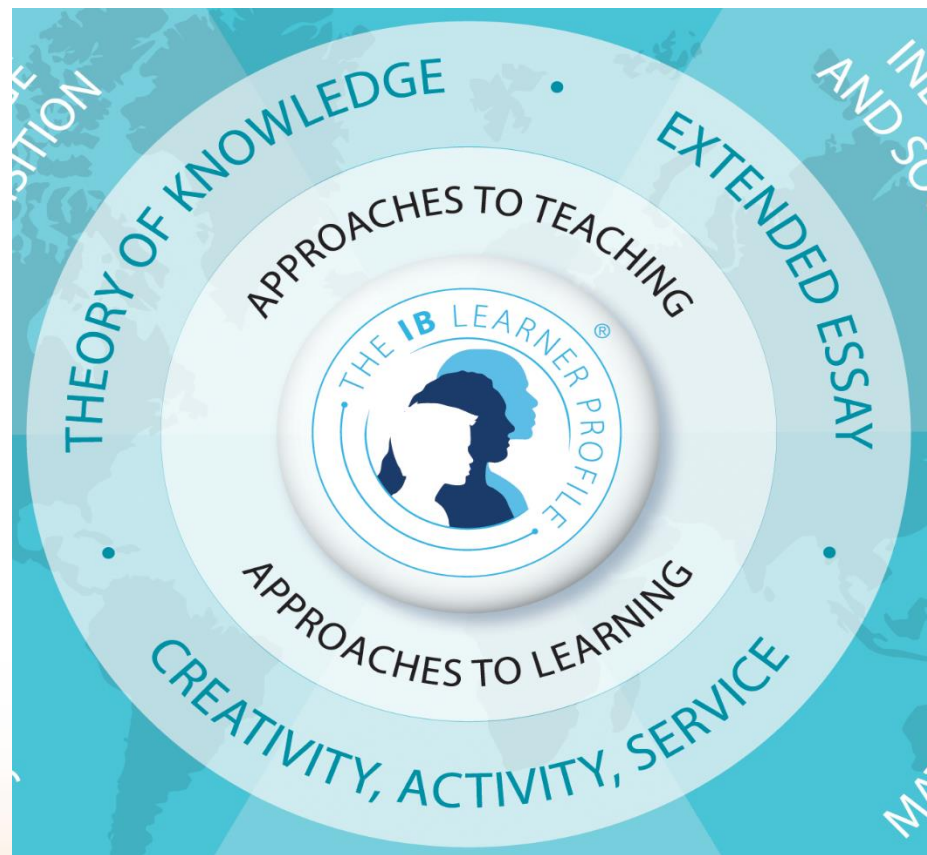 THEORY OF KNOWLEDGE
EXTENDED ESSAY
CREATIVITY, ACTIVITY, SERVICE
APPROACHES TO TEACHING
APPROACHES TO LEARNING
THE IB LEARNER PROFILE
®
AND